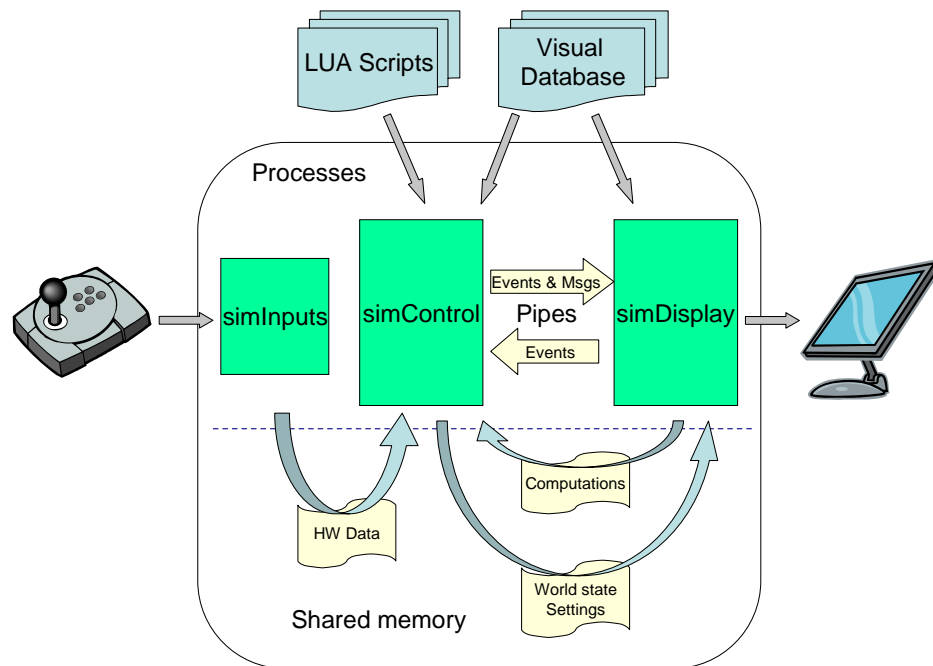 LUA Scripts
Visual
Database
Processes
simInputs
simControl
Events & Msgs
Pipes
Events
simDisplay
Computations
HW Data
World state
Settings
Shared memory